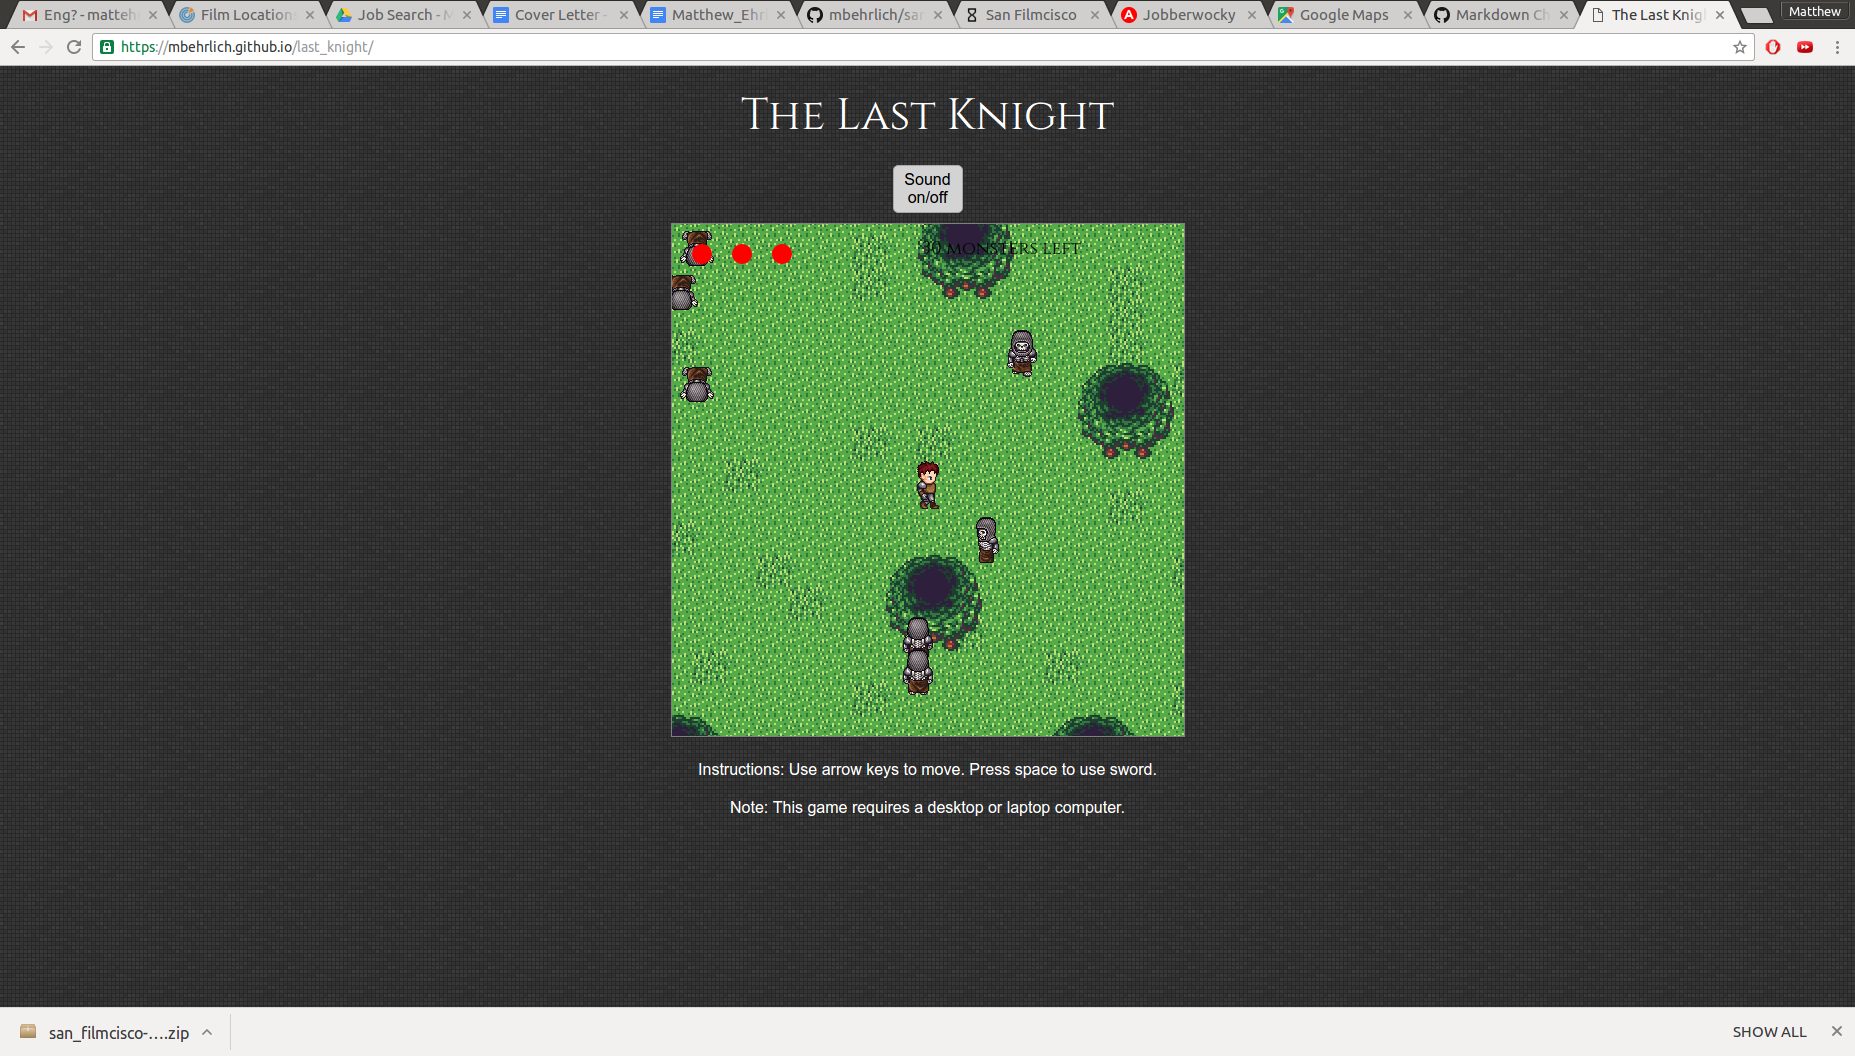 Eng? - matteh
Film Location
Job Search - M
Cover Letter -
Matthew_Ehr
mbehrlich/san
San Filmcisco
Jobberwocky
Google Maps
Markdown Ch
The Last Knig
Matthew
https://mbehrlich.github.io/last_knight/
The Last Knight
Sound
on/off
30 monsters left
Instructions: Use arrow keys to move. Press space to use sword.
Note: This game requires a desktop or laptop computer.
san_filmcisco-....zip
SHOW ALL